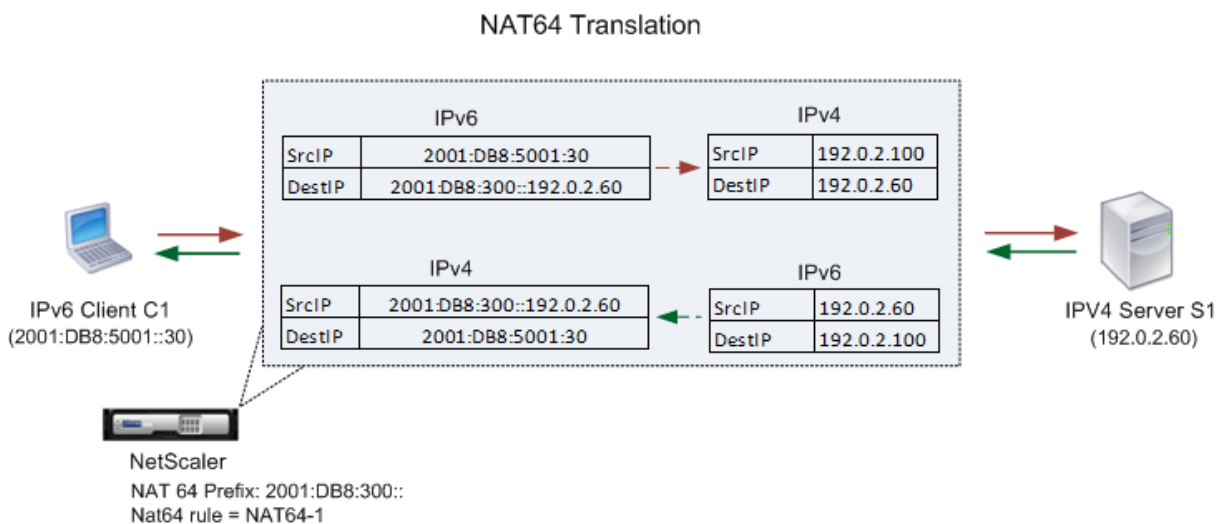 NAT64 Translation
IPv6
IPv4
SrcIP 2001:DB8:5001:30
DestIP 2001:DB8:300::192.0.2.60
SrcIP 192.0.2.100
DestIP 192.0.2.60
IPv4
IPv6
SrcIP 2001:DB8:300::192.0.2.60
DestIP 2001:DB8:5001:30
SrcIP 192.0.2.60
DestIP 192.0.2.100
IPv6 Client C1
(2001:DB8:5001::30)
IPV4 Server S1
(192.0.2.60)
NetScaler
NAT 64 Prefix: 2001:DB8:300::
Nat64 rule = NAT64-1